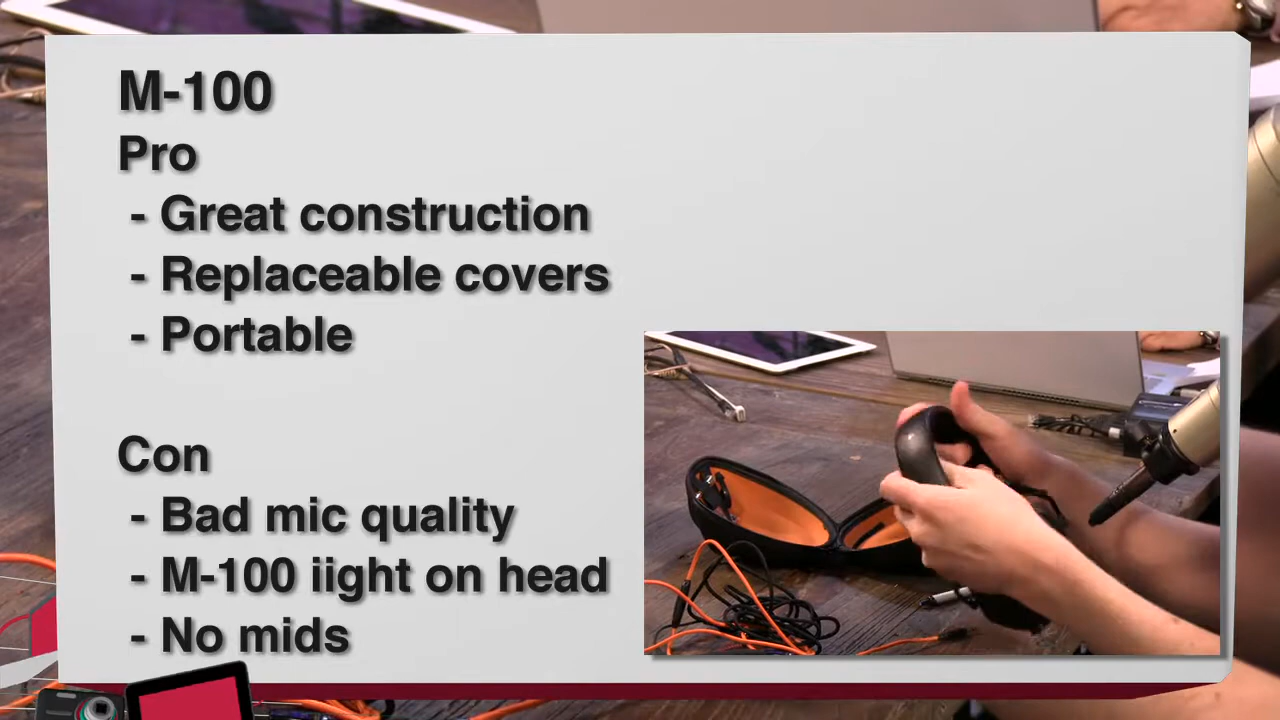 M-100
Pro
- Great construction
- Replaceable covers
- Portable
Con
- Bad mic quality
- M-100 iight on head
- No mids